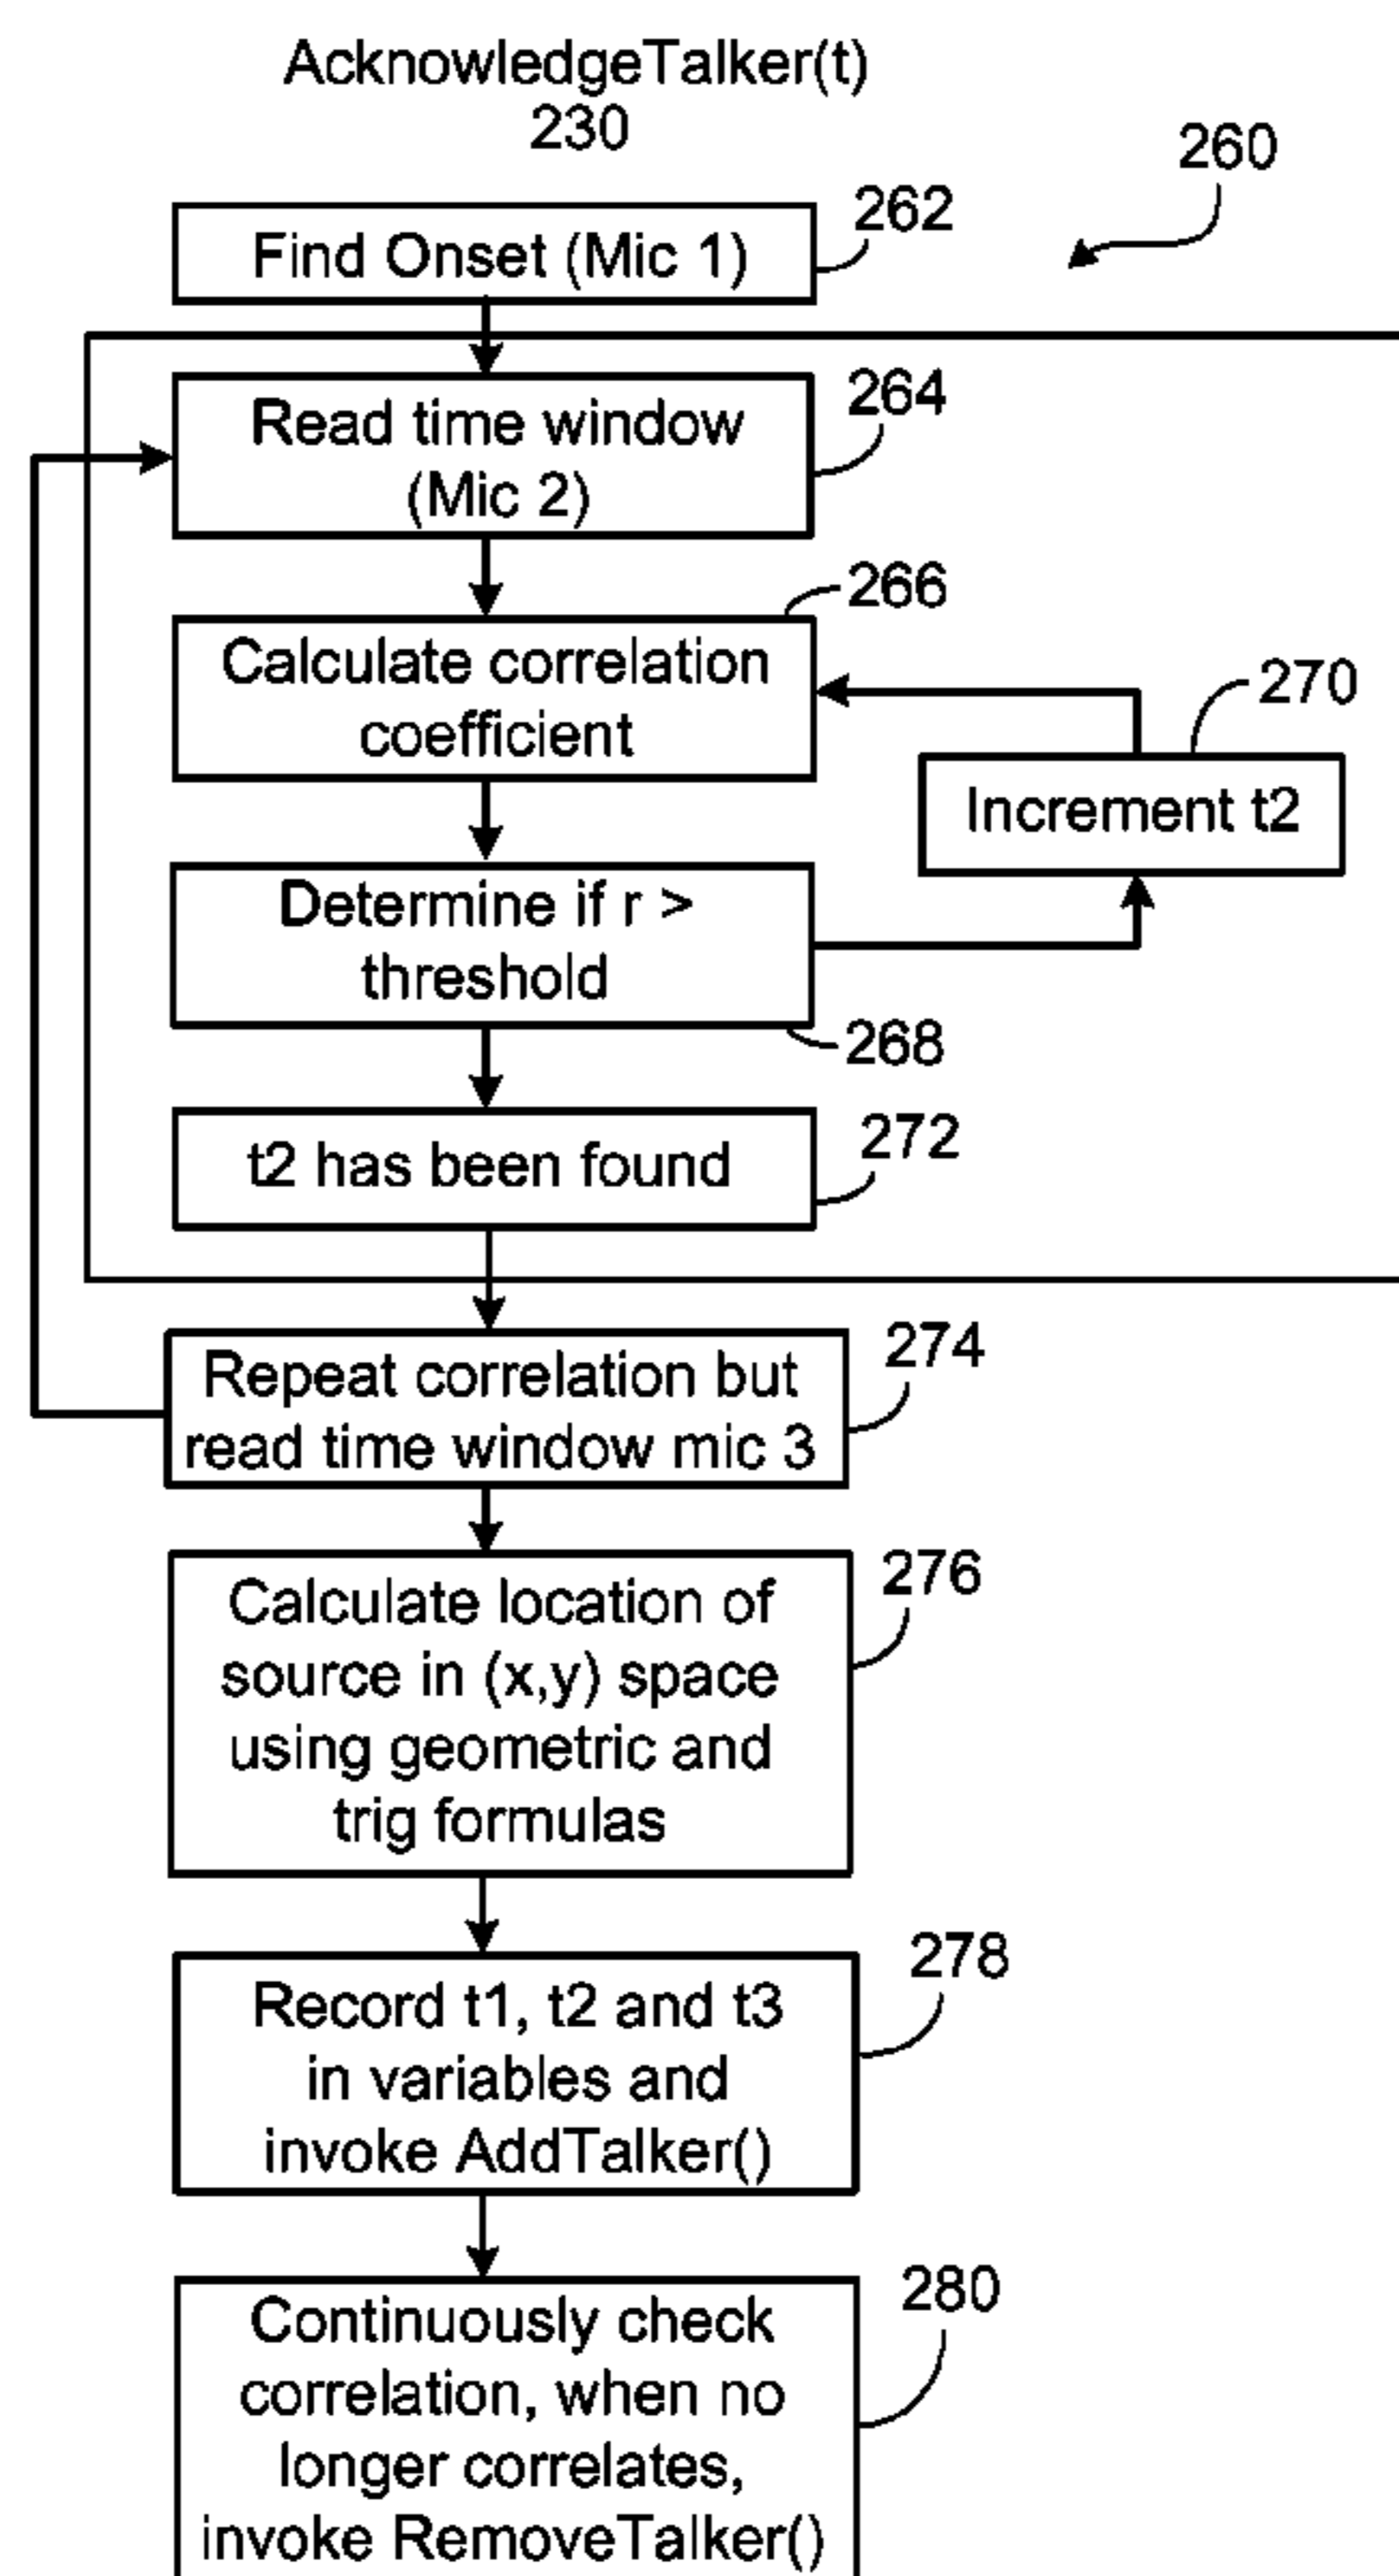 AcknowledgeTalker(t)
230
260
262
Find Onset (Mic 1)
264
Read time window
(Mic 2)
266
Calculate correlation
coefficient
270
Increment t2
Determine if r >
threshold
268
272
t2 has been found
274
Repeat correlation but
read time window mic 3
276
Calculate location of
source in (x,y) space
using geometric and
trig formulas
278
Record t1, t2 and t3
in variables and
invoke AddTalker()
280
Continuously check
correlation, when no
longer correlates,
invoke RemoveTalker()